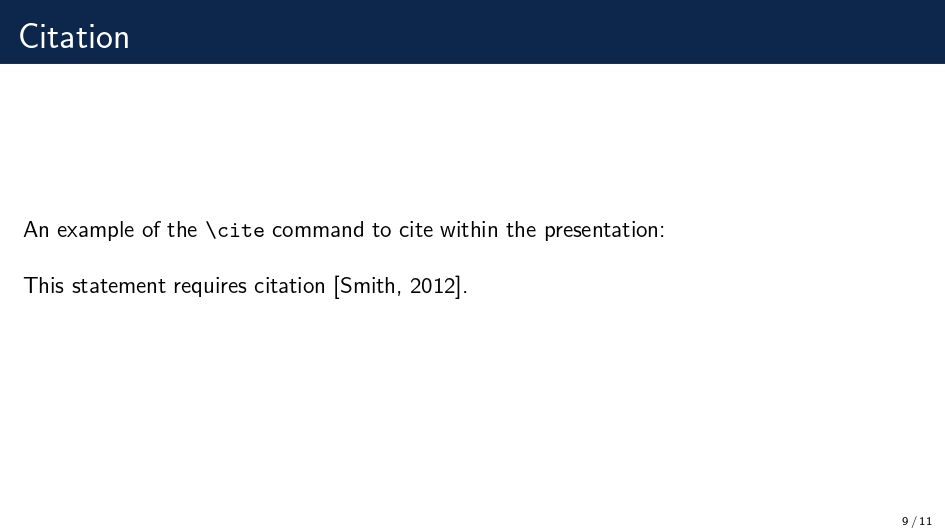 Citation
An example of the \cite command to cite within the presentation:
This statement requires citation [Smith, 2012].
9 / 11